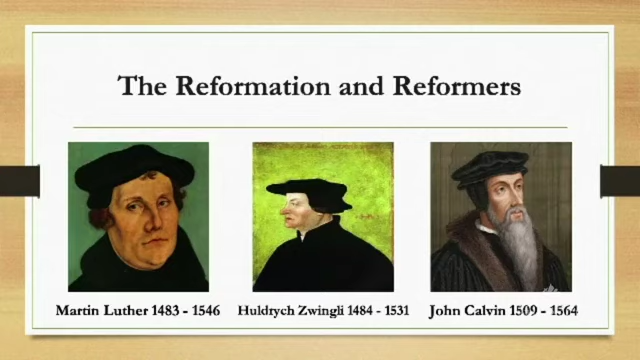 The Reformation and Reformers
Martin Luther 1483 - 1546
Huldrych Zwingli 1484 - 1531
John Calvin 1509 - 1564